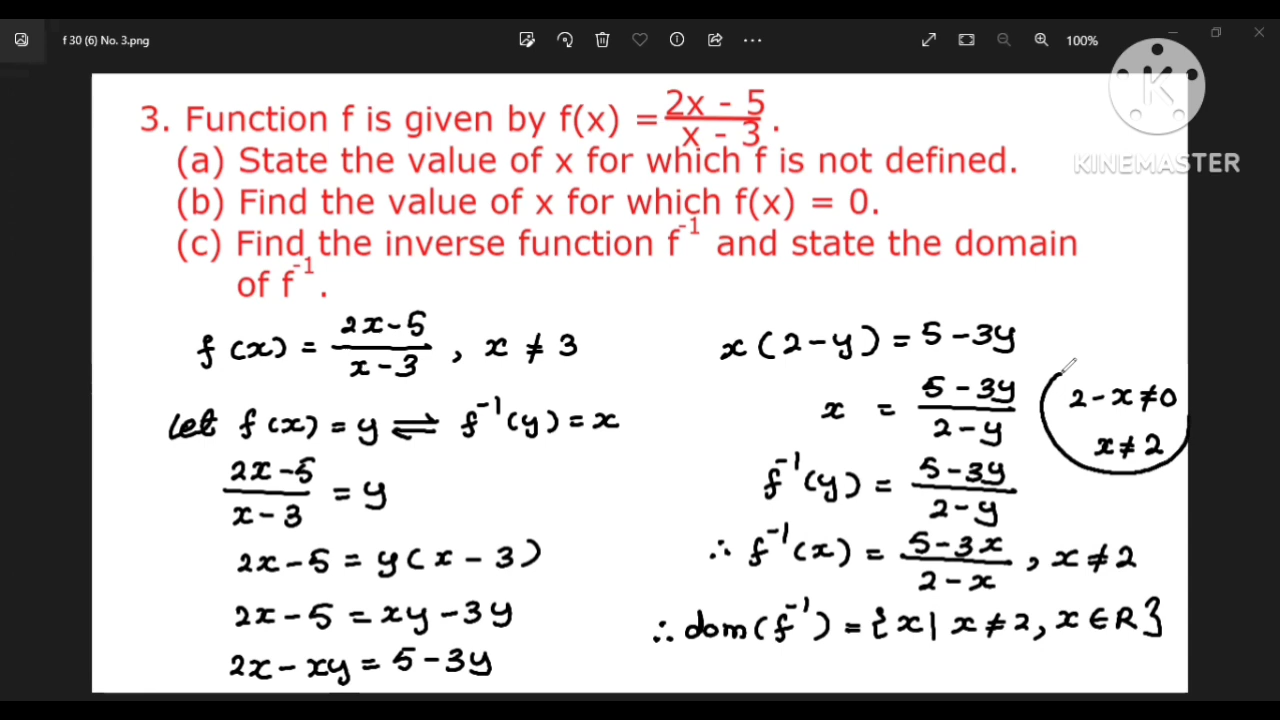 f 30 (6) No. 3.png
100%
KINEMASTER
3. Function f is given by f(x) = (2x - 5)/(x - 3).
(a) State the value of x for which f is not defined.
(b) Find the value of x for which f(x) = 0.
(c) Find the inverse function f⁻¹ and state the domain
of f⁻¹.
f(x) = (2x-5)/(x-3), x ≠ 3
Let f(x) = y ⇌ f⁻¹(y) = x
(2x-5)/(x-3) = y
2x-5 = y(x-3)
2x-5 = xy-3y
2x-xy = 5-3y
x(2-y) = 5-3y
x = (5-3y)/(2-y)
f⁻¹(y) = (5-3y)/(2-y)
∴ f⁻¹(x) = (5-3x)/(2-x), x ≠ 2
∴ dom(f⁻¹) = {x| x ≠ 2, x ∈ R}
2-x ≠ 0
x ≠ 2